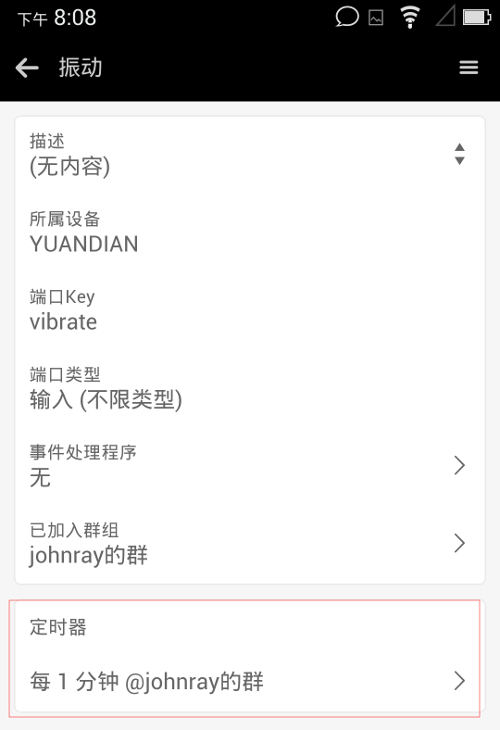 下午 8:08
振动
描述
(无内容)
所属设备
YUANDIAN
端口Key
vibrate
端口类型
输入 (不限类型)
事件处理程序
无
已加入群组
johnray的群
定时器
每 1 分钟 @johnray的群